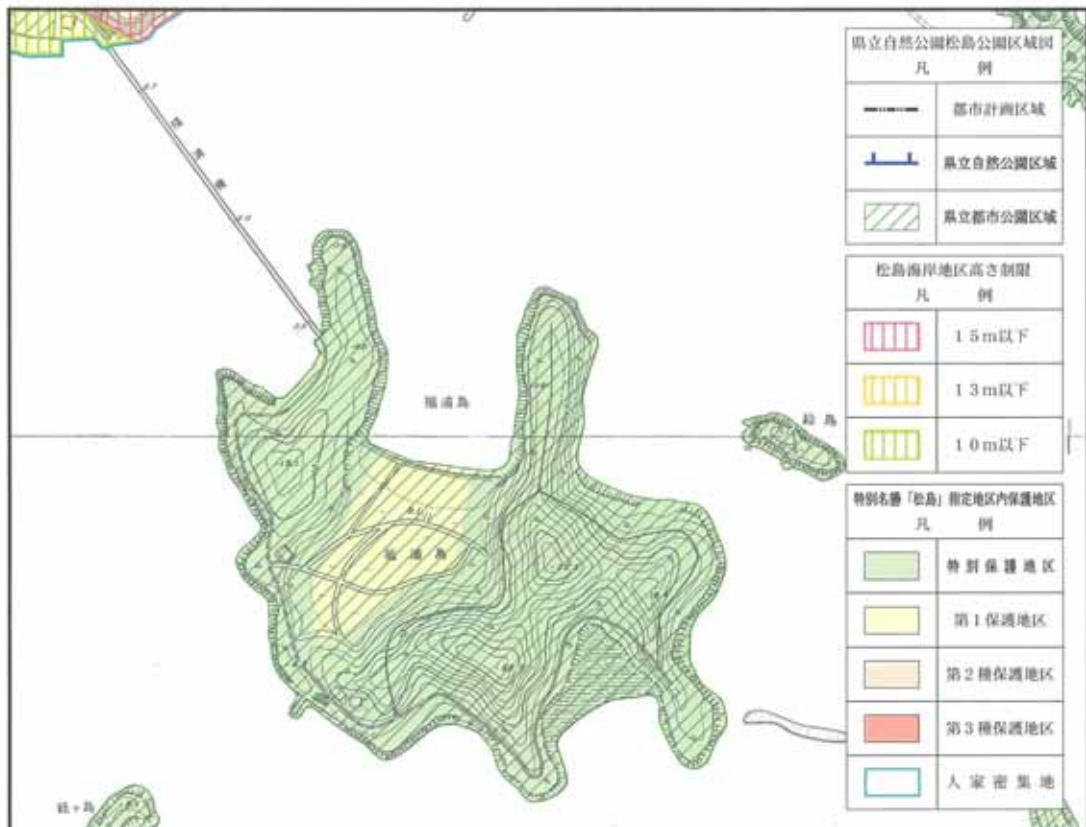 県立自然公園松島公園区域図
凡 例
都市計画区域
県立自然公園区域
県立都市公園区域
松島海岸地区高さ制限
凡 例
15m以下
13m以下
10m以下
特別名勝「松島」指定地区内保護地区
凡 例
特別保護地区
第1保護地区
第2種保護地区
第3種保護地区
人家密集地
福浦橋
福浦島
福浦島